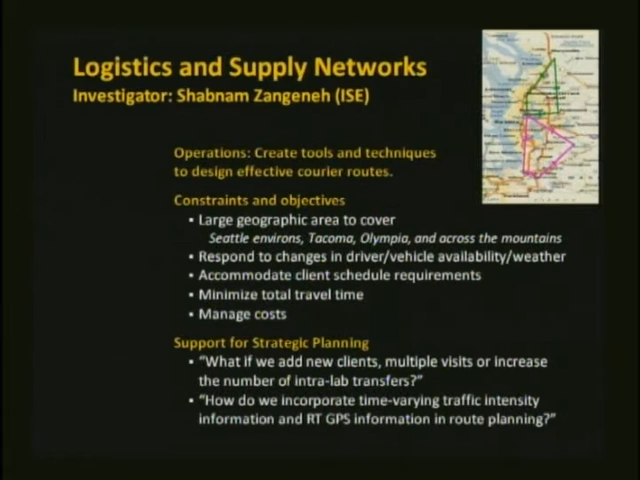 Logistics and Supply Networks
Investigator: Shabnam Zangeneh (ISE)
Operations: Create tools and techniques
to design effective courier routes.
Constraints and objectives
▪ Large geographic area to cover
Seattle environs, Tacoma, Olympia, and across the mountains
▪ Respond to changes in driver/vehicle availability/weather
▪ Accommodate client schedule requirements
▪ Minimize total travel time
▪ Manage costs
Support for Strategic Planning
▪ “What if we add new clients, multiple visits or increase
the number of intra-lab transfers?”
▪ “How do we incorporate time-varying traffic intensity
information and RT GPS information in route planning?”